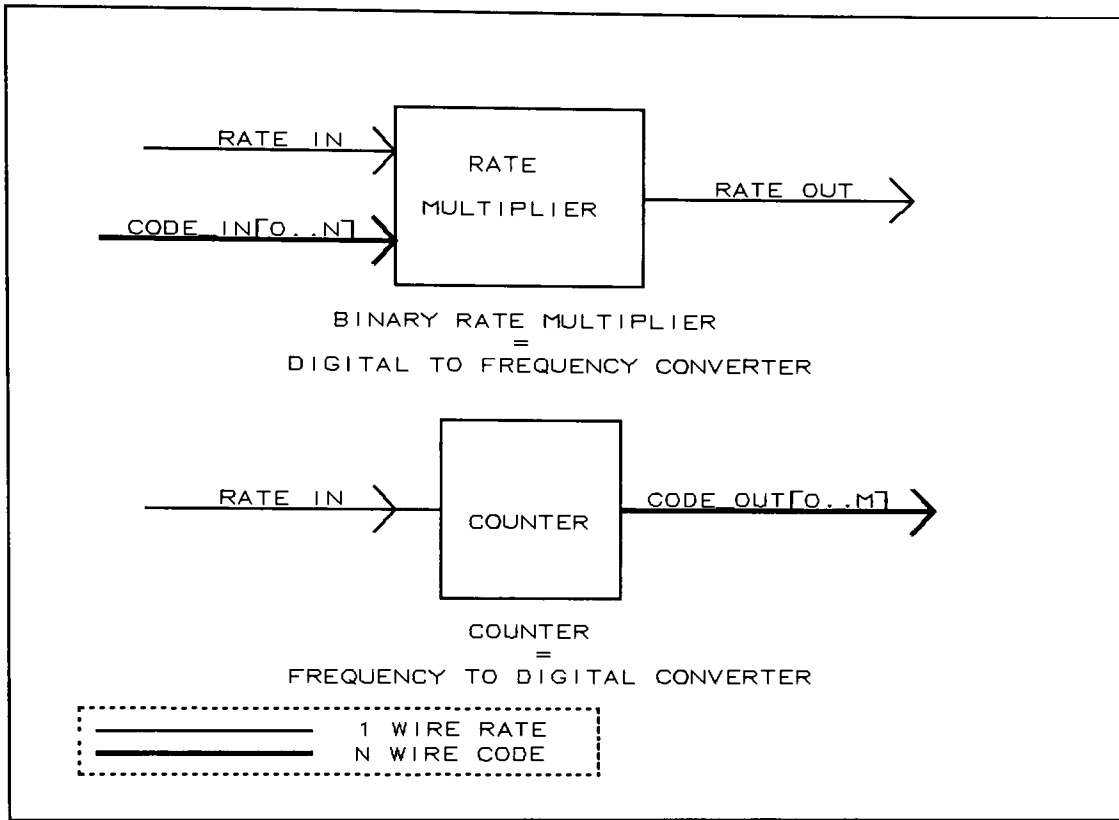 RATE IN
CODE IN[0..N]
RATE
MULTIPLIER
RATE OUT
BINARY RATE MULTIPLIER
=
DIGITAL TO FREQUENCY CONVERTER
RATE IN
COUNTER
CODE OUT[0..M]
COUNTER
=
FREQUENCY TO DIGITAL CONVERTER
1 WIRE RATE
N WIRE CODE